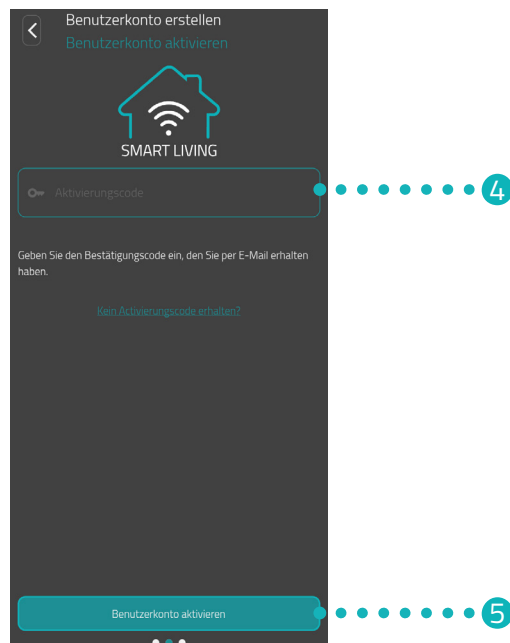 Benutzerkonto erstellen
Benutzerkonto aktivieren
SMART LIVING
Aktivierungscode
4
Geben Sie den Bestätigungscode ein, den Sie per E-Mail erhalten
haben.
Kein Activierungscode erhalten?
Benutzerkonto aktivieren
5